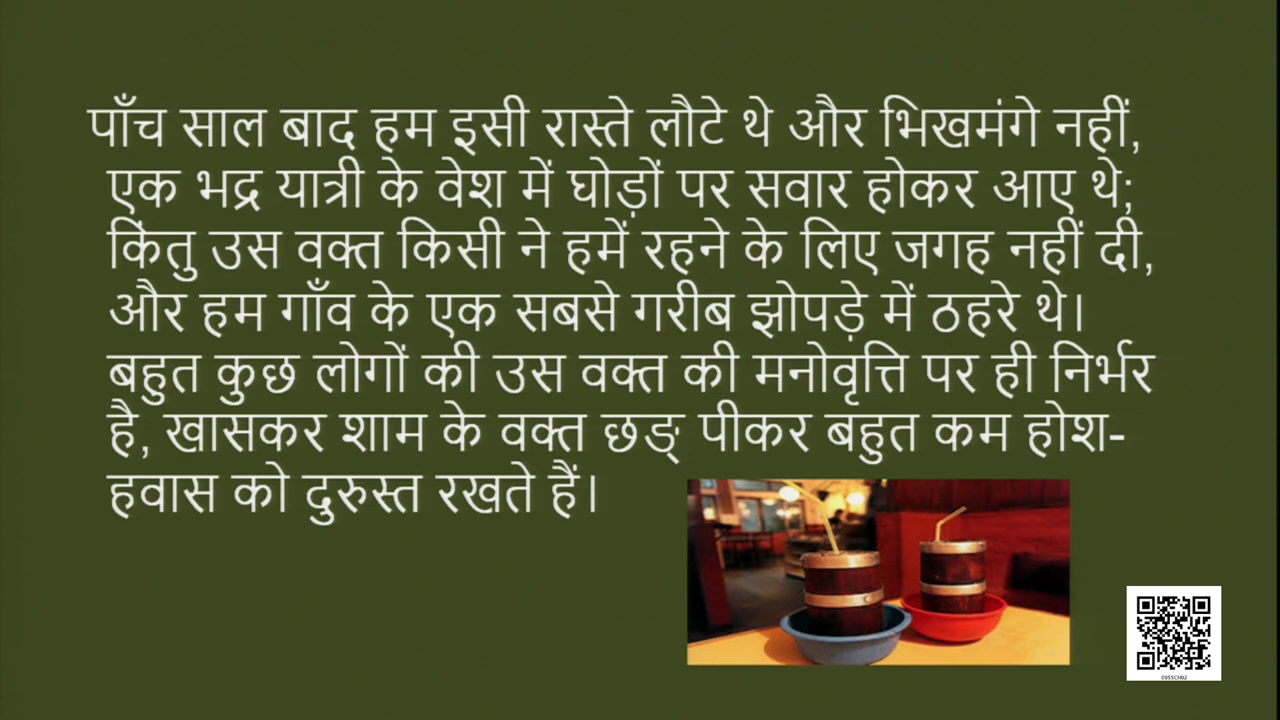 पाँच साल बाद हम इसी रास्ते लौटे थे और भिखमंगे नहीं,
एक भद्र यात्री के वेश में घोड़ों पर सवार होकर आए थे;
किंतु उस वक्त किसी ने हमें रहने के लिए जगह नहीं दी,
और हम गाँव के एक सबसे गरीब झोपड़े में ठहरे थे।
बहुत कुछ लोगों की उस वक्त की मनोवृत्ति पर ही निर्भर
है, खासकर शाम के वक्त छङ् पीकर बहुत कम होश-
हवास को दुरुस्त रखते हैं।
0955CH02